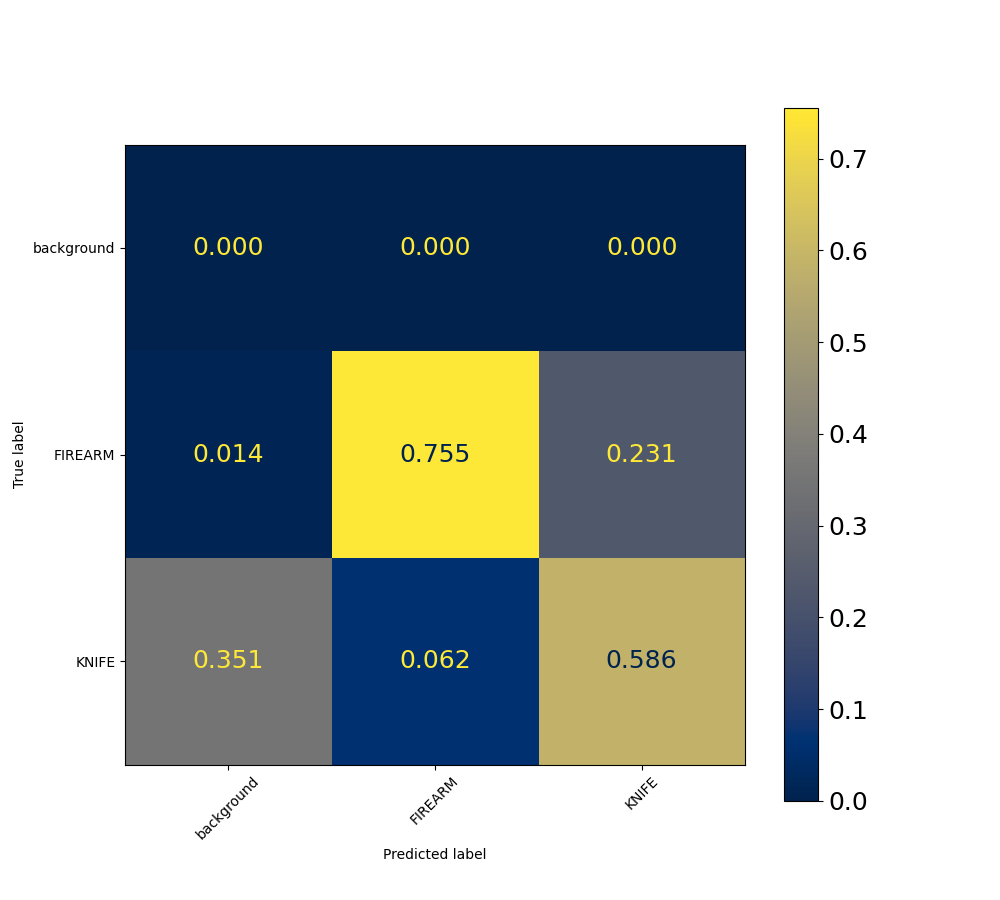 0.7
background 0.000 0.000 0.000
0.6
0.5
True label
FIREARM 0.014 0.755 0.231
0.4
0.3
0.2
KNIFE 0.351 0.062 0.586
0.1
0.0
background FIREARM KNIFE
Predicted label